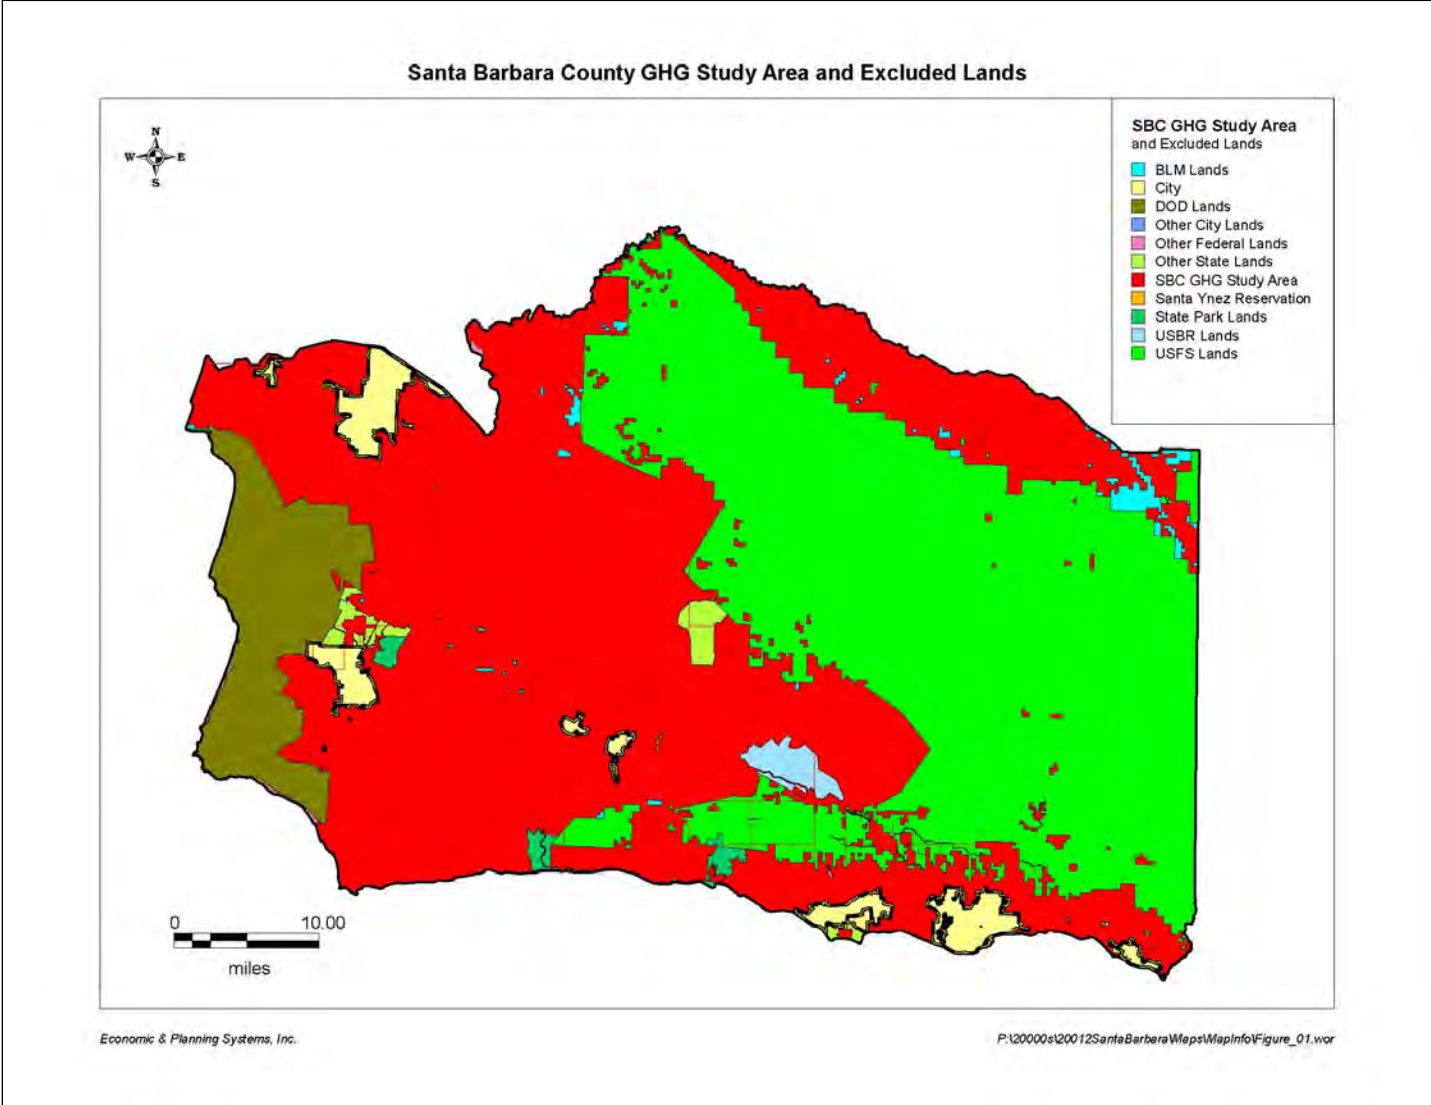 Santa Barbara County GHG Study Area and Excluded Lands
N
W E
S
SBC GHG Study Area
and Excluded Lands
BLM Lands
City
DOD Lands
Other City Lands
Other Federal Lands
Other State Lands
SBC GHG Study Area
Santa Ynez Reservation
State Park Lands
USBR Lands
USFS Lands
0 10.00
miles
Economic & Planning Systems, Inc.
P:\20000s\20012SantaBarbara\Maps\MapInfo\Figure_01.wor